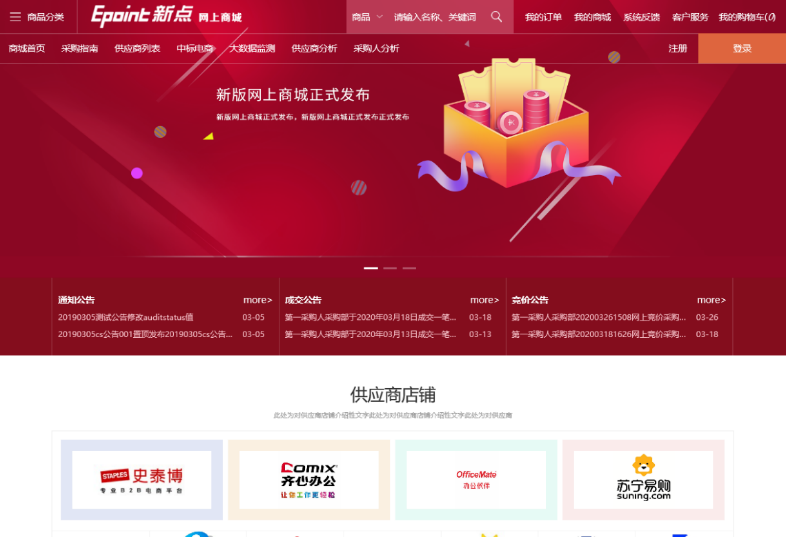 商品分类
Epoint 新点 网上商城
商品
请输入名称、关键词
我的订单 我的商城 系统反馈 客户服务 我的购物车(0)
商城首页 采购指南 供应商列表 中标电商 大数据监测 供应商分析 采购人分析
注册 登录
新版网上商城正式发布
新版网上商城正式发布，新版网上商城正式发布正式发布
通知公告 more>
20190305测试公告修改auditstatus值 03-05
20190305cs公告001置顶发布20190305cs公告... 03-05
成交公告 more>
第一采购人采购部于2020年03月18日成交一笔... 03-18
第一采购人采购部于2020年03月13日成交一笔... 03-13
竞价公告 more>
第一采购人采购部202003261508网上竞价采购... 03-26
第一采购人采购部202003181626网上竞价采购... 03-18
供应商店铺
此处为对供应商店铺介绍性文字此处为对供应商店铺介绍性文字此处为对供应商
STAPLES 史泰博
专业B2B电商平台
COMIX
齐心办公
让您工作更轻松
OfficeMate
办公伙伴
苏宁易购
suning.com